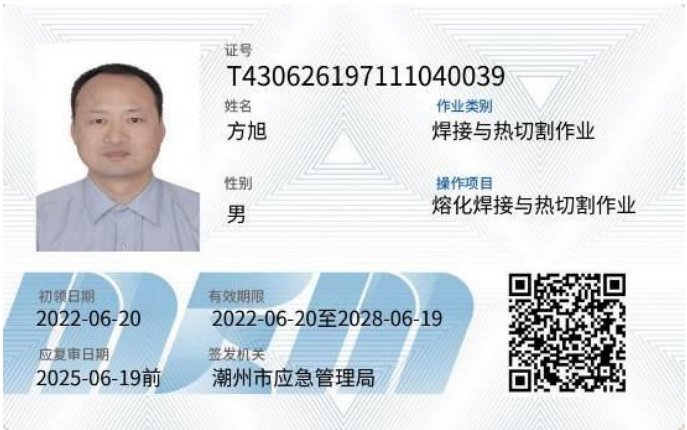 证号
T430626197111040039
姓名
方旭
作业类别
焊接与热切割作业
性别
男
操作项目
熔化焊接与热切割作业
初领日期
2022-06-20
有效期限
2022-06-20至2028-06-19
应复审日期
2025-06-19前
签发机关
潮州市应急管理局